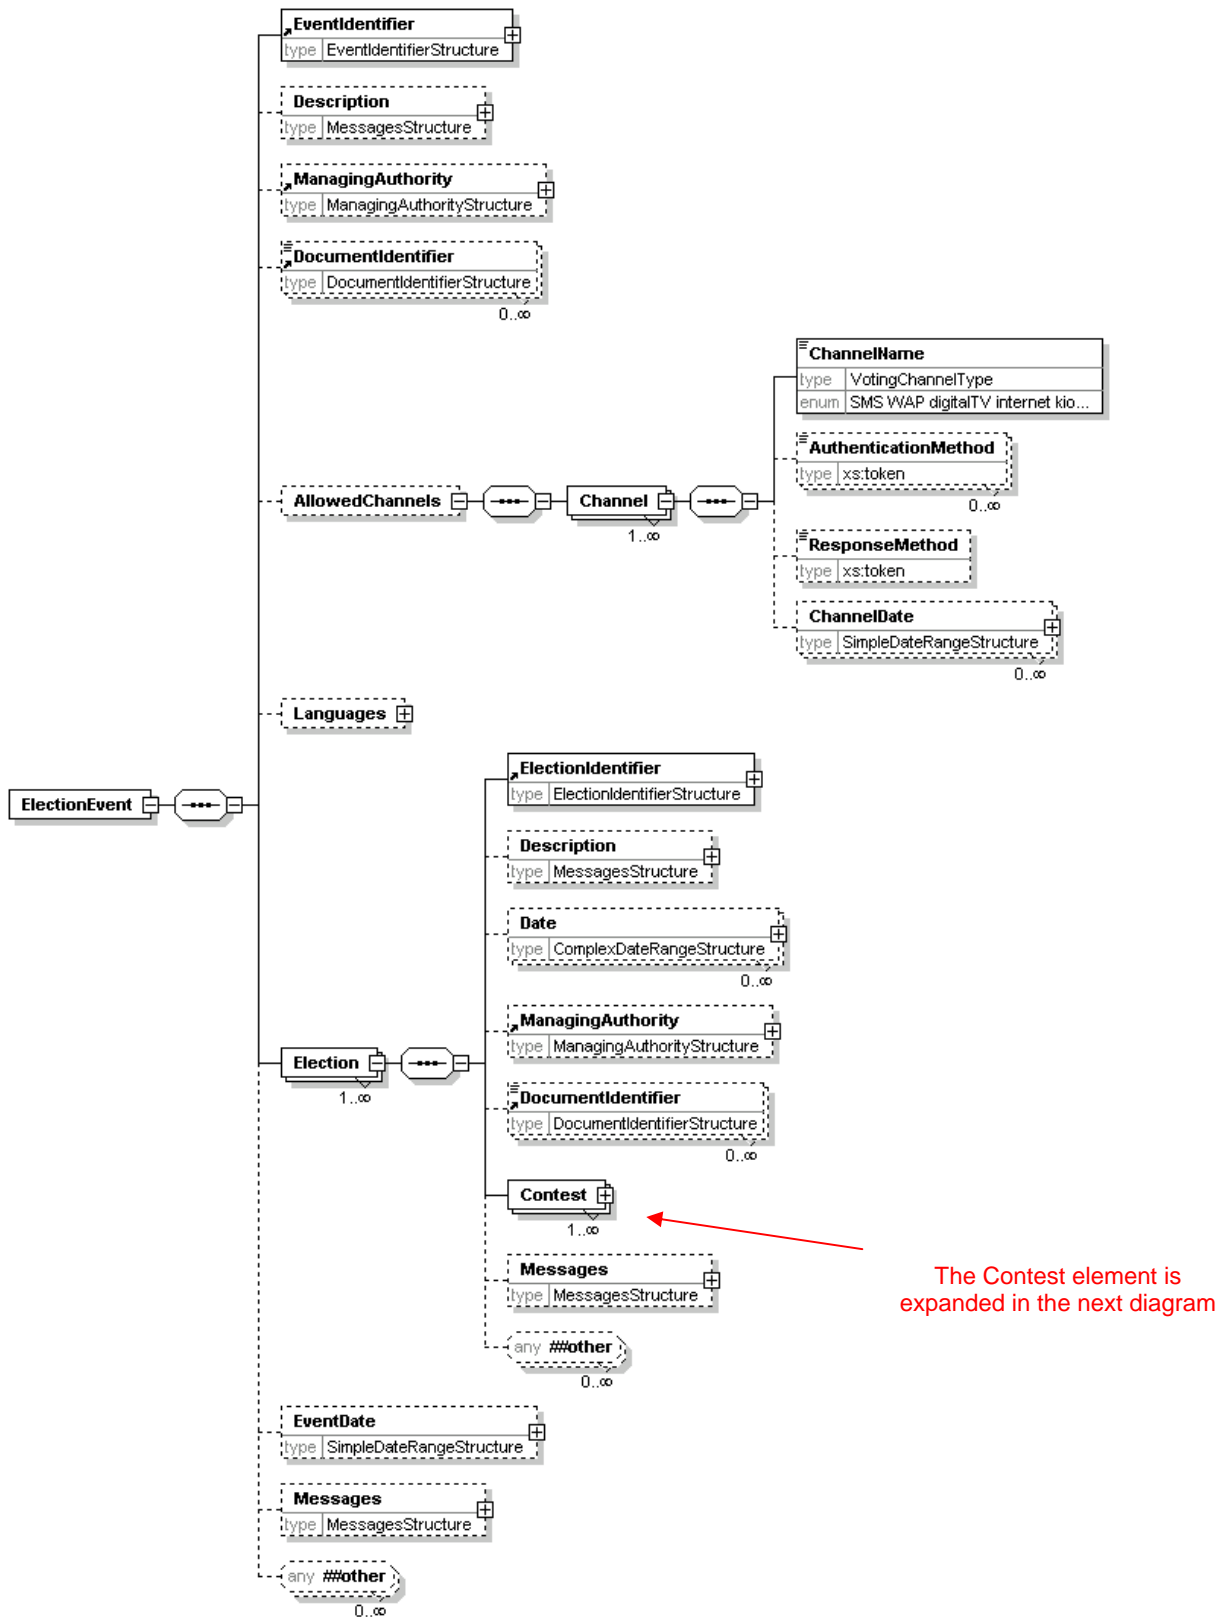 EventIdentifier
type EventIdentifierStructure
Description
type MessagesStructure
ManagingAuthority
type ManagingAuthorityStructure
DocumentIdentifier
type DocumentIdentifierStructure
0..∞
ChannelName
type VotingChannelType
enum SMS WAP digitalTV internet kio...
AuthenticationMethod
type xs:token
0..∞
AllowedChannels
Channel
1..∞
ResponseMethod
type xs:token
ChannelDate
type SimpleDateRangeStructure
0..∞
Languages
ElectionEvent
ElectionIdentifier
type ElectionIdentifierStructure
Description
type MessagesStructure
Date
type ComplexDateRangeStructure
0..∞
ManagingAuthority
type ManagingAuthorityStructure
Election
1..∞
DocumentIdentifier
type DocumentIdentifierStructure
0..∞
Contest
1..∞
The Contest element is
expanded in the next diagram
Messages
type MessagesStructure
any ##other
0..∞
EventDate
type SimpleDateRangeStructure
Messages
type MessagesStructure
any ##other
0..∞